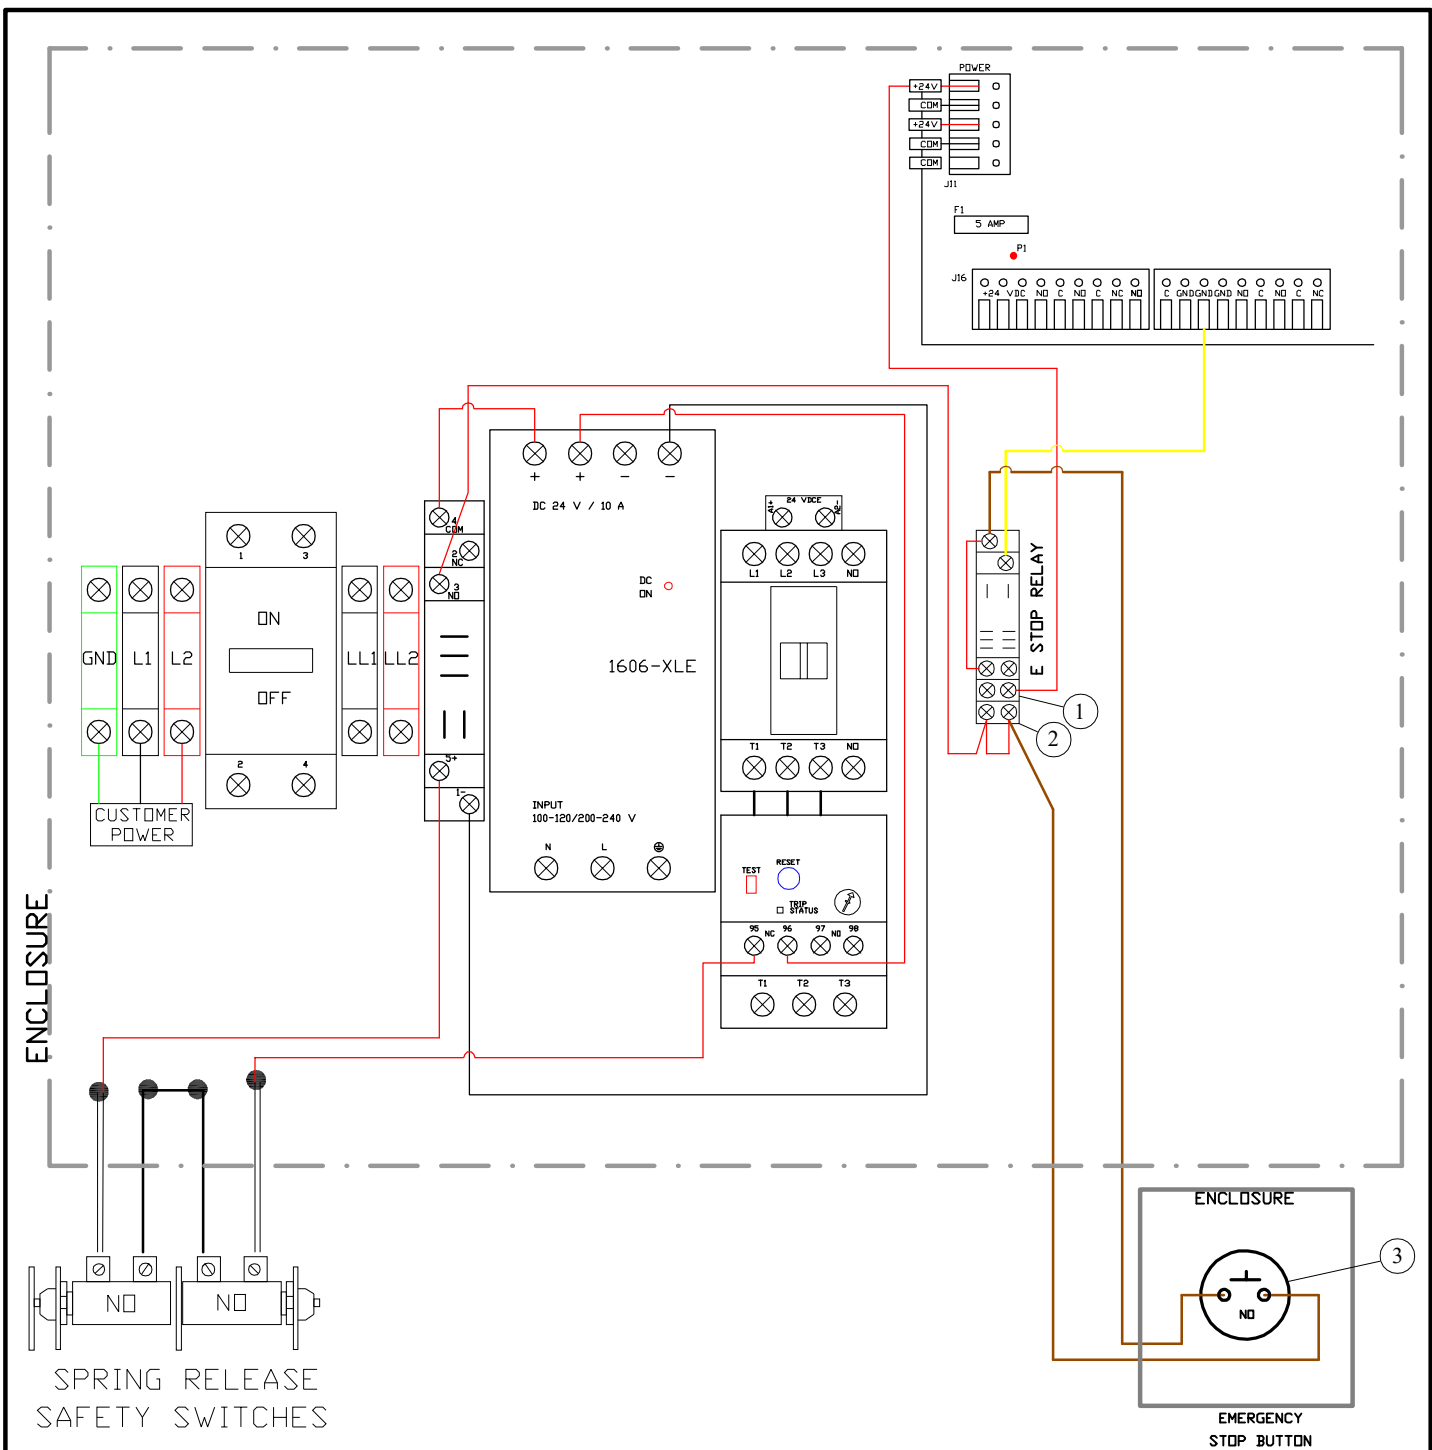 POWER
+24V
COM
+24V
COM
COM
J11
F1
5 AMP
P1
J16
+24 VDC NO C NO C NC NO
C GND GND GND NO C NO C NC
+ + - -
DC 24 V / 10 A
DC
ON
1606-XLE
INPUT
100-120/200-240 V
N L
4
COM
2
NC
3
NO
5+
1-
24 VDCE
A1+ A2-
L1 L2 L3 NO
T1 T2 T3 NO
TEST
RESET
TRIP
STATUS
95 NC 96 97 NO 98
T1 T2 T3
E STOP RELAY
1
2
1 3
ON
OFF
2 4
GND
L1
L2
LL1
LL2
CUSTOMER
POWER
ENCLOSURE
NO
NO
SPRING RELEASE
SAFETY SWITCHES
ENCLOSURE
3
NO
EMERGENCY
STOP BUTTON